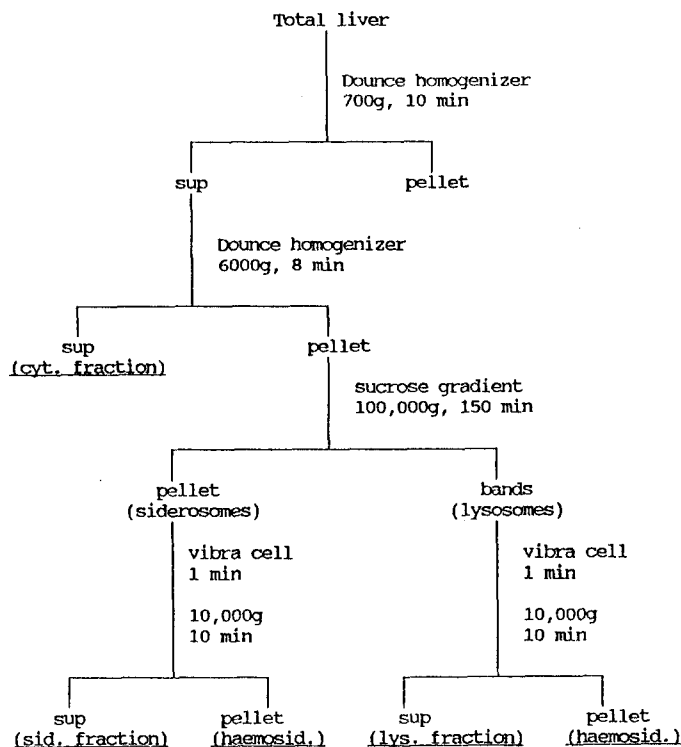 Total liver
Dounce homogenizer
700g, 10 min
sup
pellet
Dounce homogenizer
6000g, 8 min
sup
(cyt. fraction)
pellet
sucrose gradient
100,000g, 150 min
pellet
(siderosomes)
bands
(lysosomes)
vibra cell
1 min
10,000g
10 min
vibra cell
1 min
10,000g
10 min
sup
(sid. fraction)
pellet
(haemosid.)
sup
(lys. fraction)
pellet
(haemosid.)